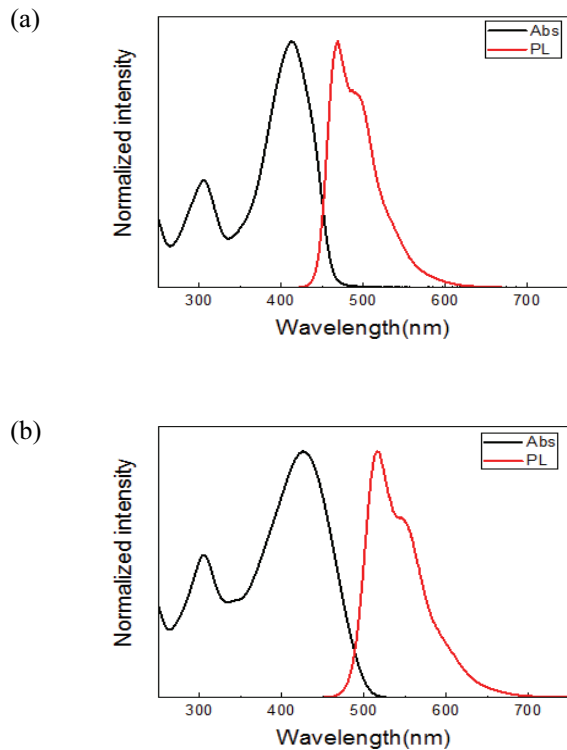 (a)
Abs
PL
Normalized intensity
300 400 500 600 700
Wavelength(nm)
(b)
Abs
PL
Normalized intensity
300 400 500 600 700
Wavelength(nm)